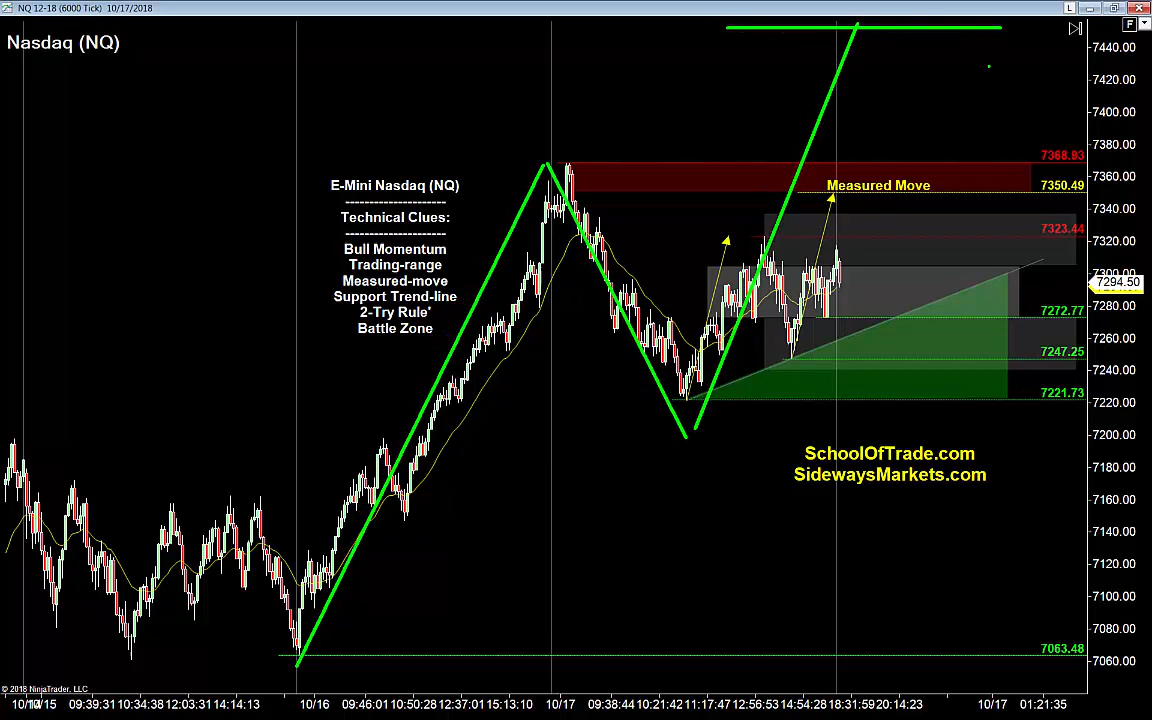 NQ 12-18 (6000 Tick) 10/17/2018
L
F
Nasdaq (NQ)
7440.00
7420.00
7400.00
7380.00
7368.93
7360.00
Measured Move
7350.49
E-Mini Nasdaq (NQ)
---------------------
Technical Clues:
---------------------
Bull Momentum
Trading-range
Measured-move
Support Trend-line
2-Try Rule*
Battle Zone
7340.00
7323.44
7320.00
7300.00
7294.50
7280.00
7272.77
7260.00
7247.25
7240.00
7221.73
7220.00
7200.00
SchoolOfTrade.com
SidewaysMarkets.com
7180.00
7160.00
7140.00
7120.00
7100.00
7080.00
7063.48
7060.00
© 2018 NinjaTrader, LLC
10/15 09:39:31 10:34:38 12:03:31 14:14:13 10/16 09:46:01 10:50:28 12:37:01 15:13:10 10/17 09:38:44 10:21:42 11:17:47 12:56:53 14:54:28 18:31:59 20:14:23 10/17 01:21:35